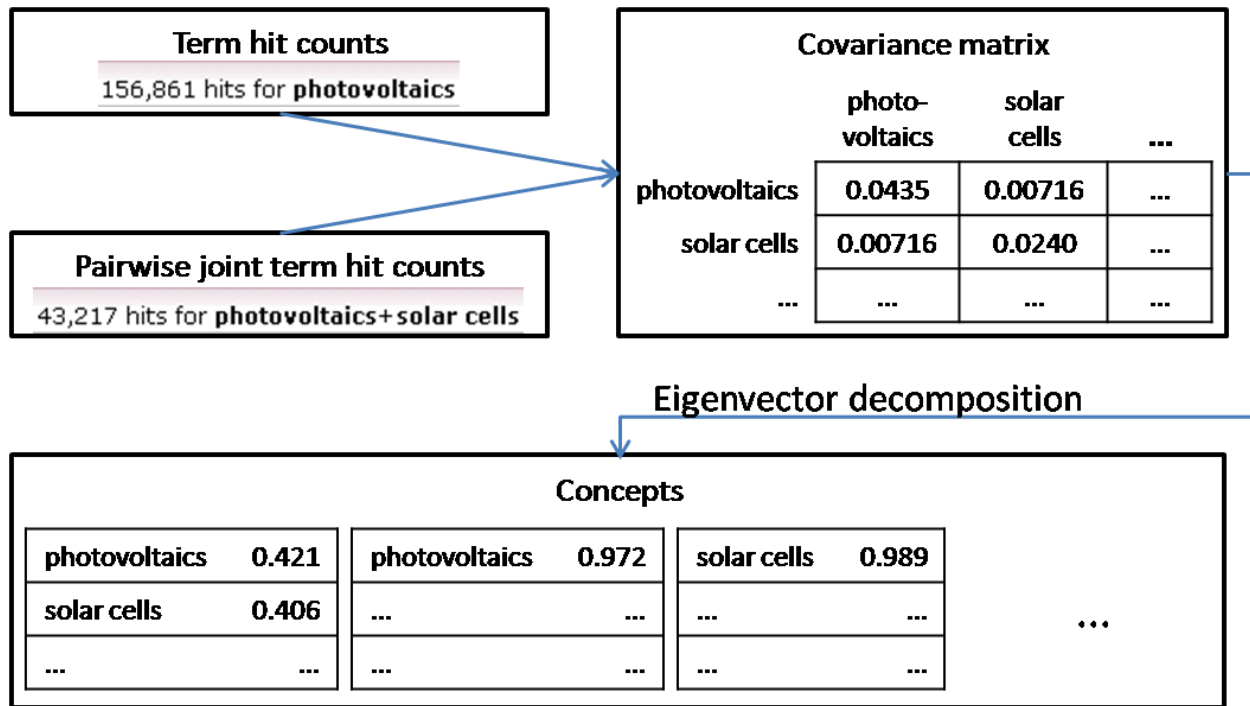 Term hit counts
156,861 hits for photovoltaics
Pairwise joint term hit counts
43,217 hits for photovoltaics+solar cells
Covariance matrix
photo- solar
voltaics cells ...
photovoltaics 0.0435 0.00716 ...
solar cells 0.00716 0.0240 ...
... ... ... ...
Eigenvector decomposition
Concepts
photovoltaics 0.421 photovoltaics 0.972 solar cells 0.989
solar cells 0.406 ... ... ... ... ...
... ... ... ... ... ...